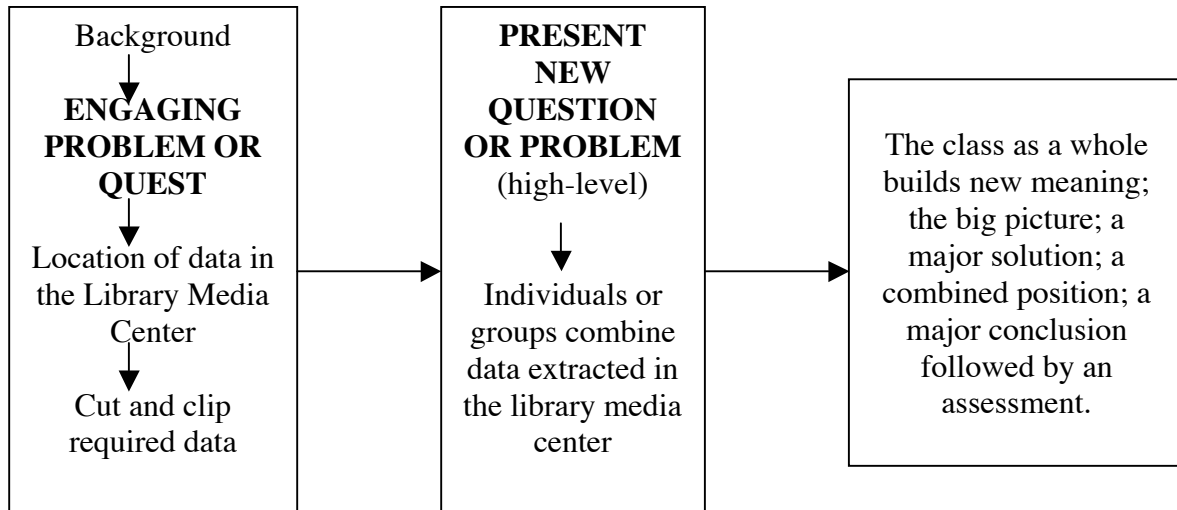 Background
ENGAGING
PROBLEM OR
QUEST
Location of data in
the Library Media
Center
Cut and clip
required data
PRESENT
NEW
QUESTION
OR PROBLEM
(high-level)
Individuals or
groups combine
data extracted in
the library media
center
The class as a whole
builds new meaning;
the big picture; a
major solution; a
combined position; a
major conclusion
followed by an
assessment.